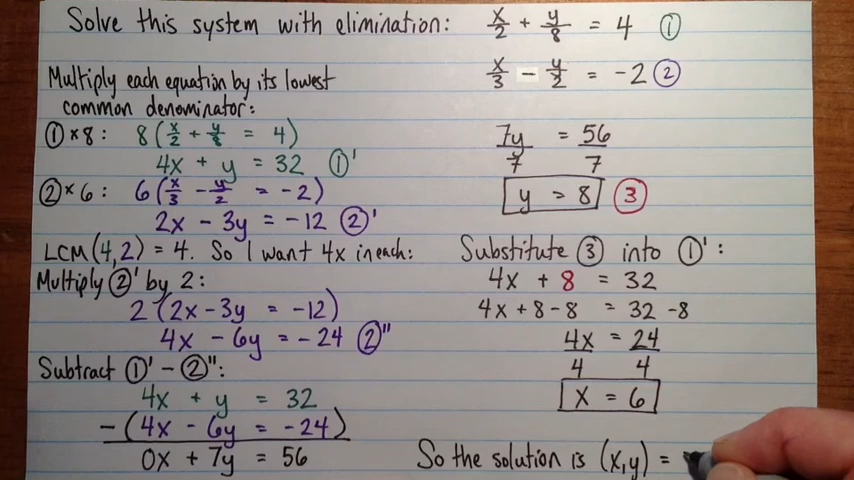 Solve this system with elimination:
x/2 + y/8 = 4 ①
x/3 − y/2 = -2 ②
Multiply each equation by its lowest
common denominator:
① × 8: 8(x/2 + y/8 = 4)
4x + y = 32 ①'
② × 6: 6(x/3 − y/2 = -2)
2x − 3y = -12 ②'
LCM(4,2) = 4. So I want 4x in each:
Multiply ②' by 2:
2(2x − 3y = -12)
4x − 6y = -24 ②''
Subtract ①' − ②'':
4x + y = 32
−(4x − 6y = -24)
0x + 7y = 56
7y/7 = 56/7
y = 8 ③
Substitute ③ into ①':
4x + 8 = 32
4x + 8 − 8 = 32 − 8
4x/4 = 24/4
x = 6
So the solution is (x,y) =